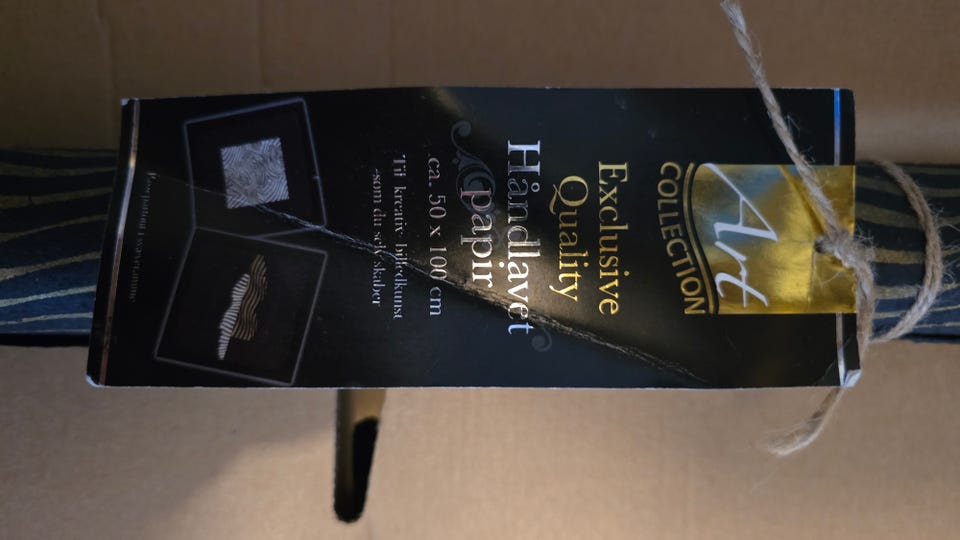 Art
COLLECTION
Exclusive
Quality
Håndlavet
papir
ca. 50 x 100 cm
Til kreativ billedkunst
-som du selv skaber